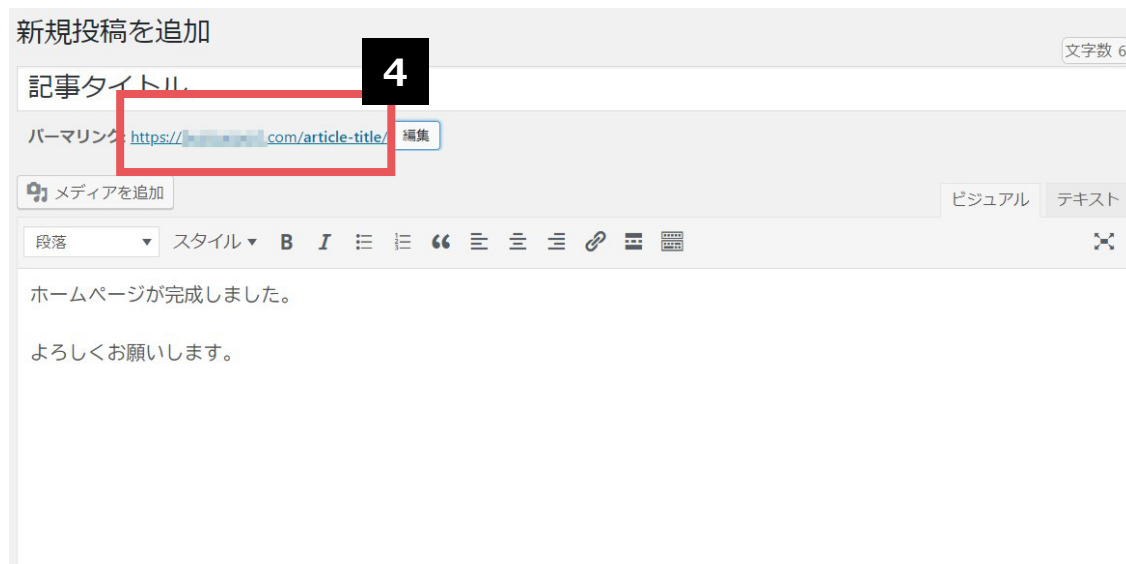 新規投稿を追加
文字数 6
記事タイトル
4
パーマリンク: https://.com/article-title/ 編集
メディアを追加
ビジュアル テキスト
段落 スタイル B I
ホームページが完成しました。
よろしくお願いします。